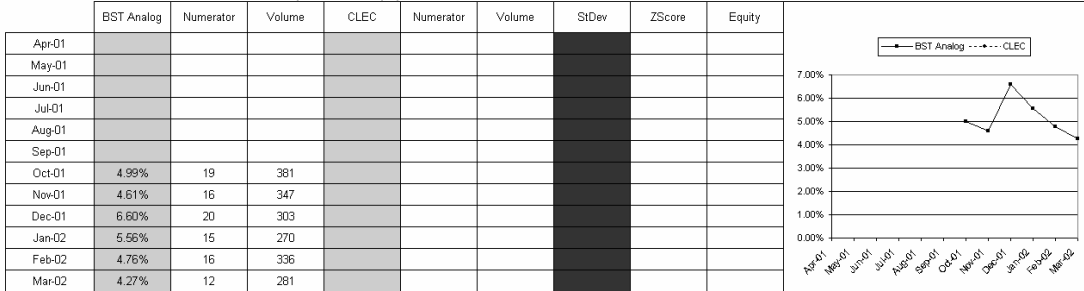 BST Analog Numerator Volume CLEC Numerator Volume StDev ZScore Equity
Apr-01
May-01
Jun-01
Jul-01
Aug-01
Sep-01
Oct-01 4.99% 19 381
Nov-01 4.61% 16 347
Dec-01 6.60% 20 303
Jan-02 5.56% 15 270
Feb-02 4.76% 16 336
Mar-02 4.27% 12 281
BST Analog CLEC
7.00%
6.00%
5.00%
4.00%
3.00%
2.00%
1.00%
0.00%
Apr-01 May-01 Jun-01 Jul-01 Aug-01 Sep-01 Oct-01 Nov-01 Dec-01 Jan-02 Feb-02 Mar-02